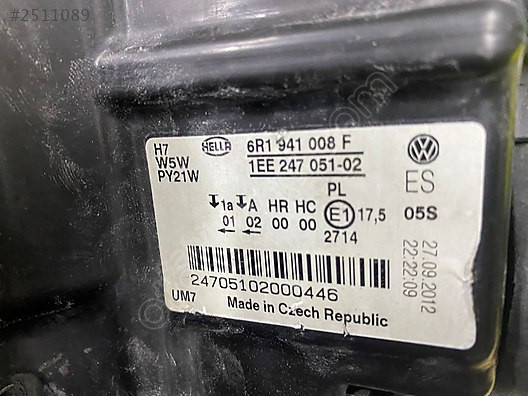 #2511089
H7
W5W
PY21W
HELLA
6R1 941 008 F
1EE 247 051-02
VW
ES
PL
1a A HR HC E1 17,5 05S
01 02 00 00 2714
24705102000446
27.09.2012
22:22:09
UM7 Made in Czech Republic